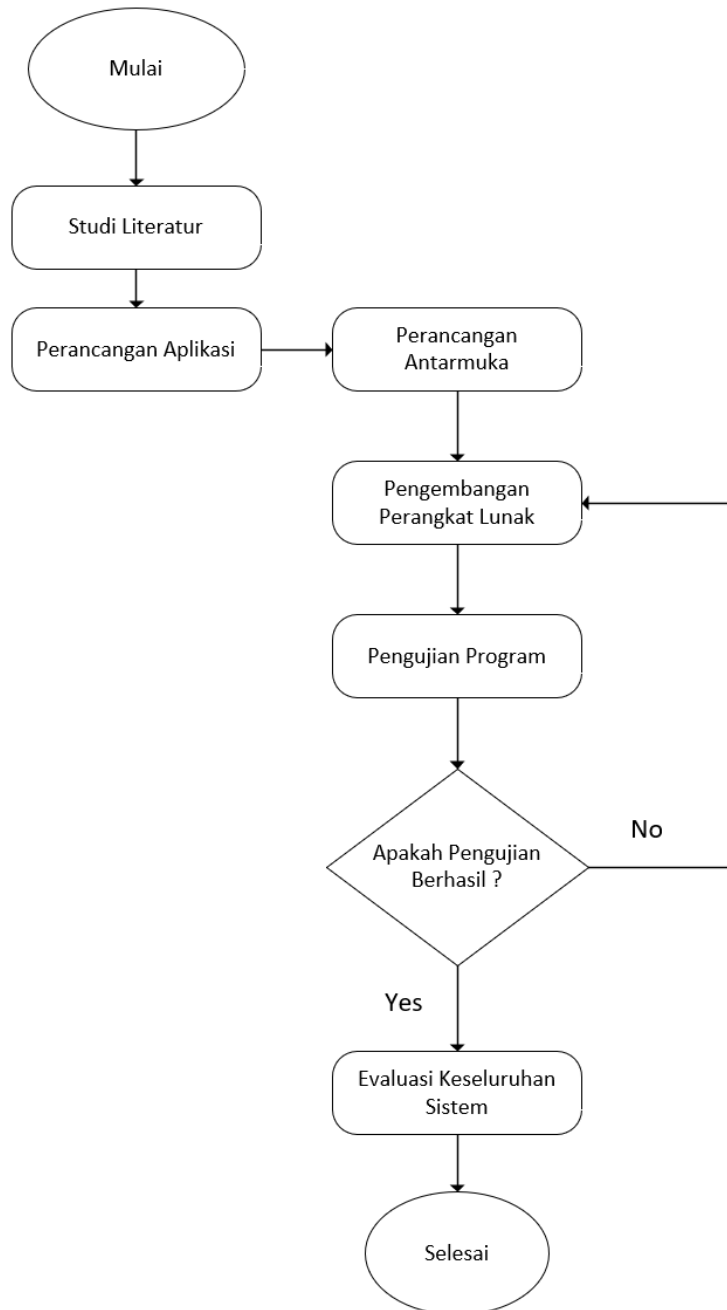 Mulai
Studi Literatur
Perancangan Aplikasi
Perancangan
Antarmuka
Pengembangan
Perangkat Lunak
Pengujian Program
Apakah Pengujian
Berhasil ?
No
Yes
Evaluasi Keseluruhan
Sistem
Selesai